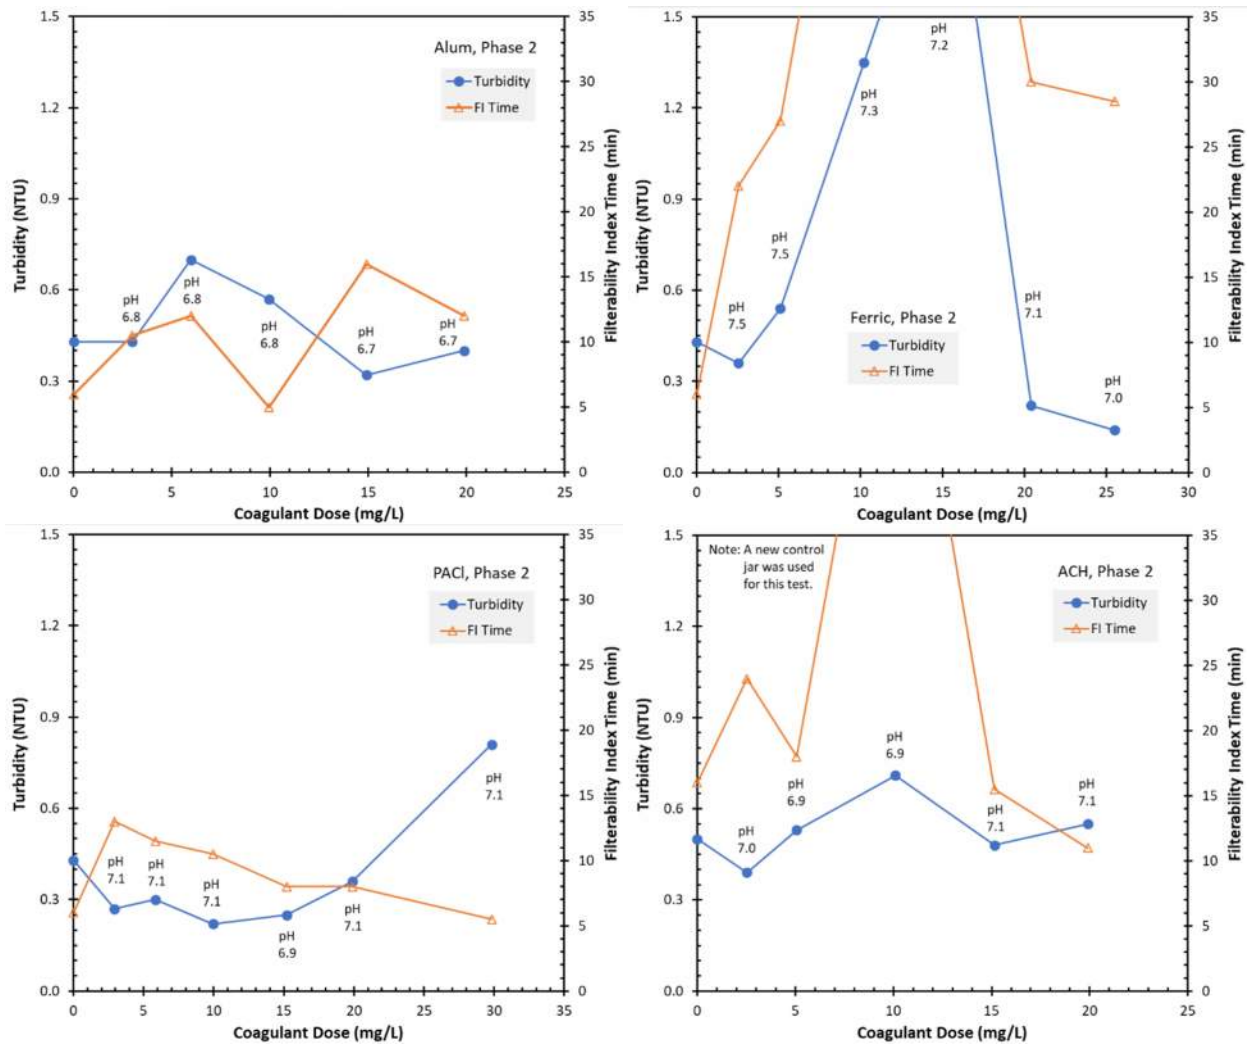 Alum, Phase 2
Turbidity
FI Time
1.5
1.2
0.9
0.6
0.3
0.0
Turbidity (NTU)
35
30
25
20
15
10
5
0
Filterability Index Time (min)
pH
6.8
pH
6.8
pH
6.8
pH
6.7
pH
6.7
0
5
10
15
20
25
Coagulant Dose (mg/L)
Ferric, Phase 2
Turbidity
FI Time
1.5
1.2
0.9
0.6
0.3
0.0
Turbidity (NTU)
35
30
25
20
15
10
5
0
Filterability Index Time (min)
pH
7.5
pH
7.5
pH
7.3
pH
7.2
pH
7.1
pH
7.0
0
5
10
15
20
25
30
Coagulant Dose (mg/L)
PACl, Phase 2
Turbidity
FI Time
1.5
1.2
0.9
0.6
0.3
0.0
Turbidity (NTU)
35
30
25
20
15
10
5
0
Filterability Index Time (min)
pH
7.1
pH
7.1
pH
7.1
pH
6.9
pH
7.1
pH
7.1
0
5
10
15
20
25
30
35
Coagulant Dose (mg/L)
Note: A new control
jar was used
for this test.
ACH, Phase 2
Turbidity
FI Time
1.5
1.2
0.9
0.6
0.3
0.0
Turbidity (NTU)
35
30
25
20
15
10
5
0
Filterability Index Time (min)
pH
7.0
pH
6.9
pH
6.9
pH
7.1
pH
7.1
0
5
10
15
20
25
Coagulant Dose (mg/L)